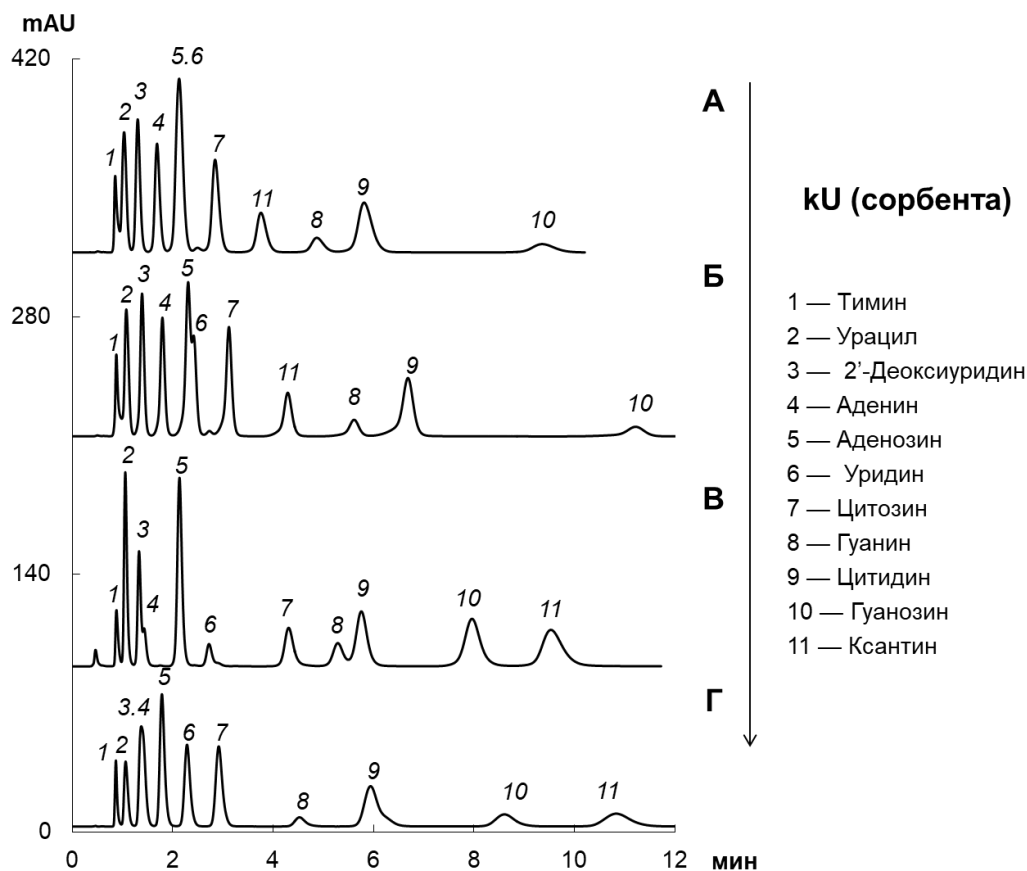 mAU
420
280
140
0
0
2
4
6
8
10
12
мин
1
2
3
4
5.6
7
11
8
9
10
А
1
2
3
4
5
6
7
11
8
9
10
Б
1
2
3
4
5
6
7
8
9
10
11
В
1
2
3.4
5
6
7
8
9
10
11
Г
kU (сорбента)
1 — Тимин
2 — Урацил
3 — 2’-Деоксиуридин
4 — Аденин
5 — Аденозин
6 — Уридин
7 — Цитозин
8 — Гуанин
9 — Цитидин
10 — Гуанозин
11 — Ксантин